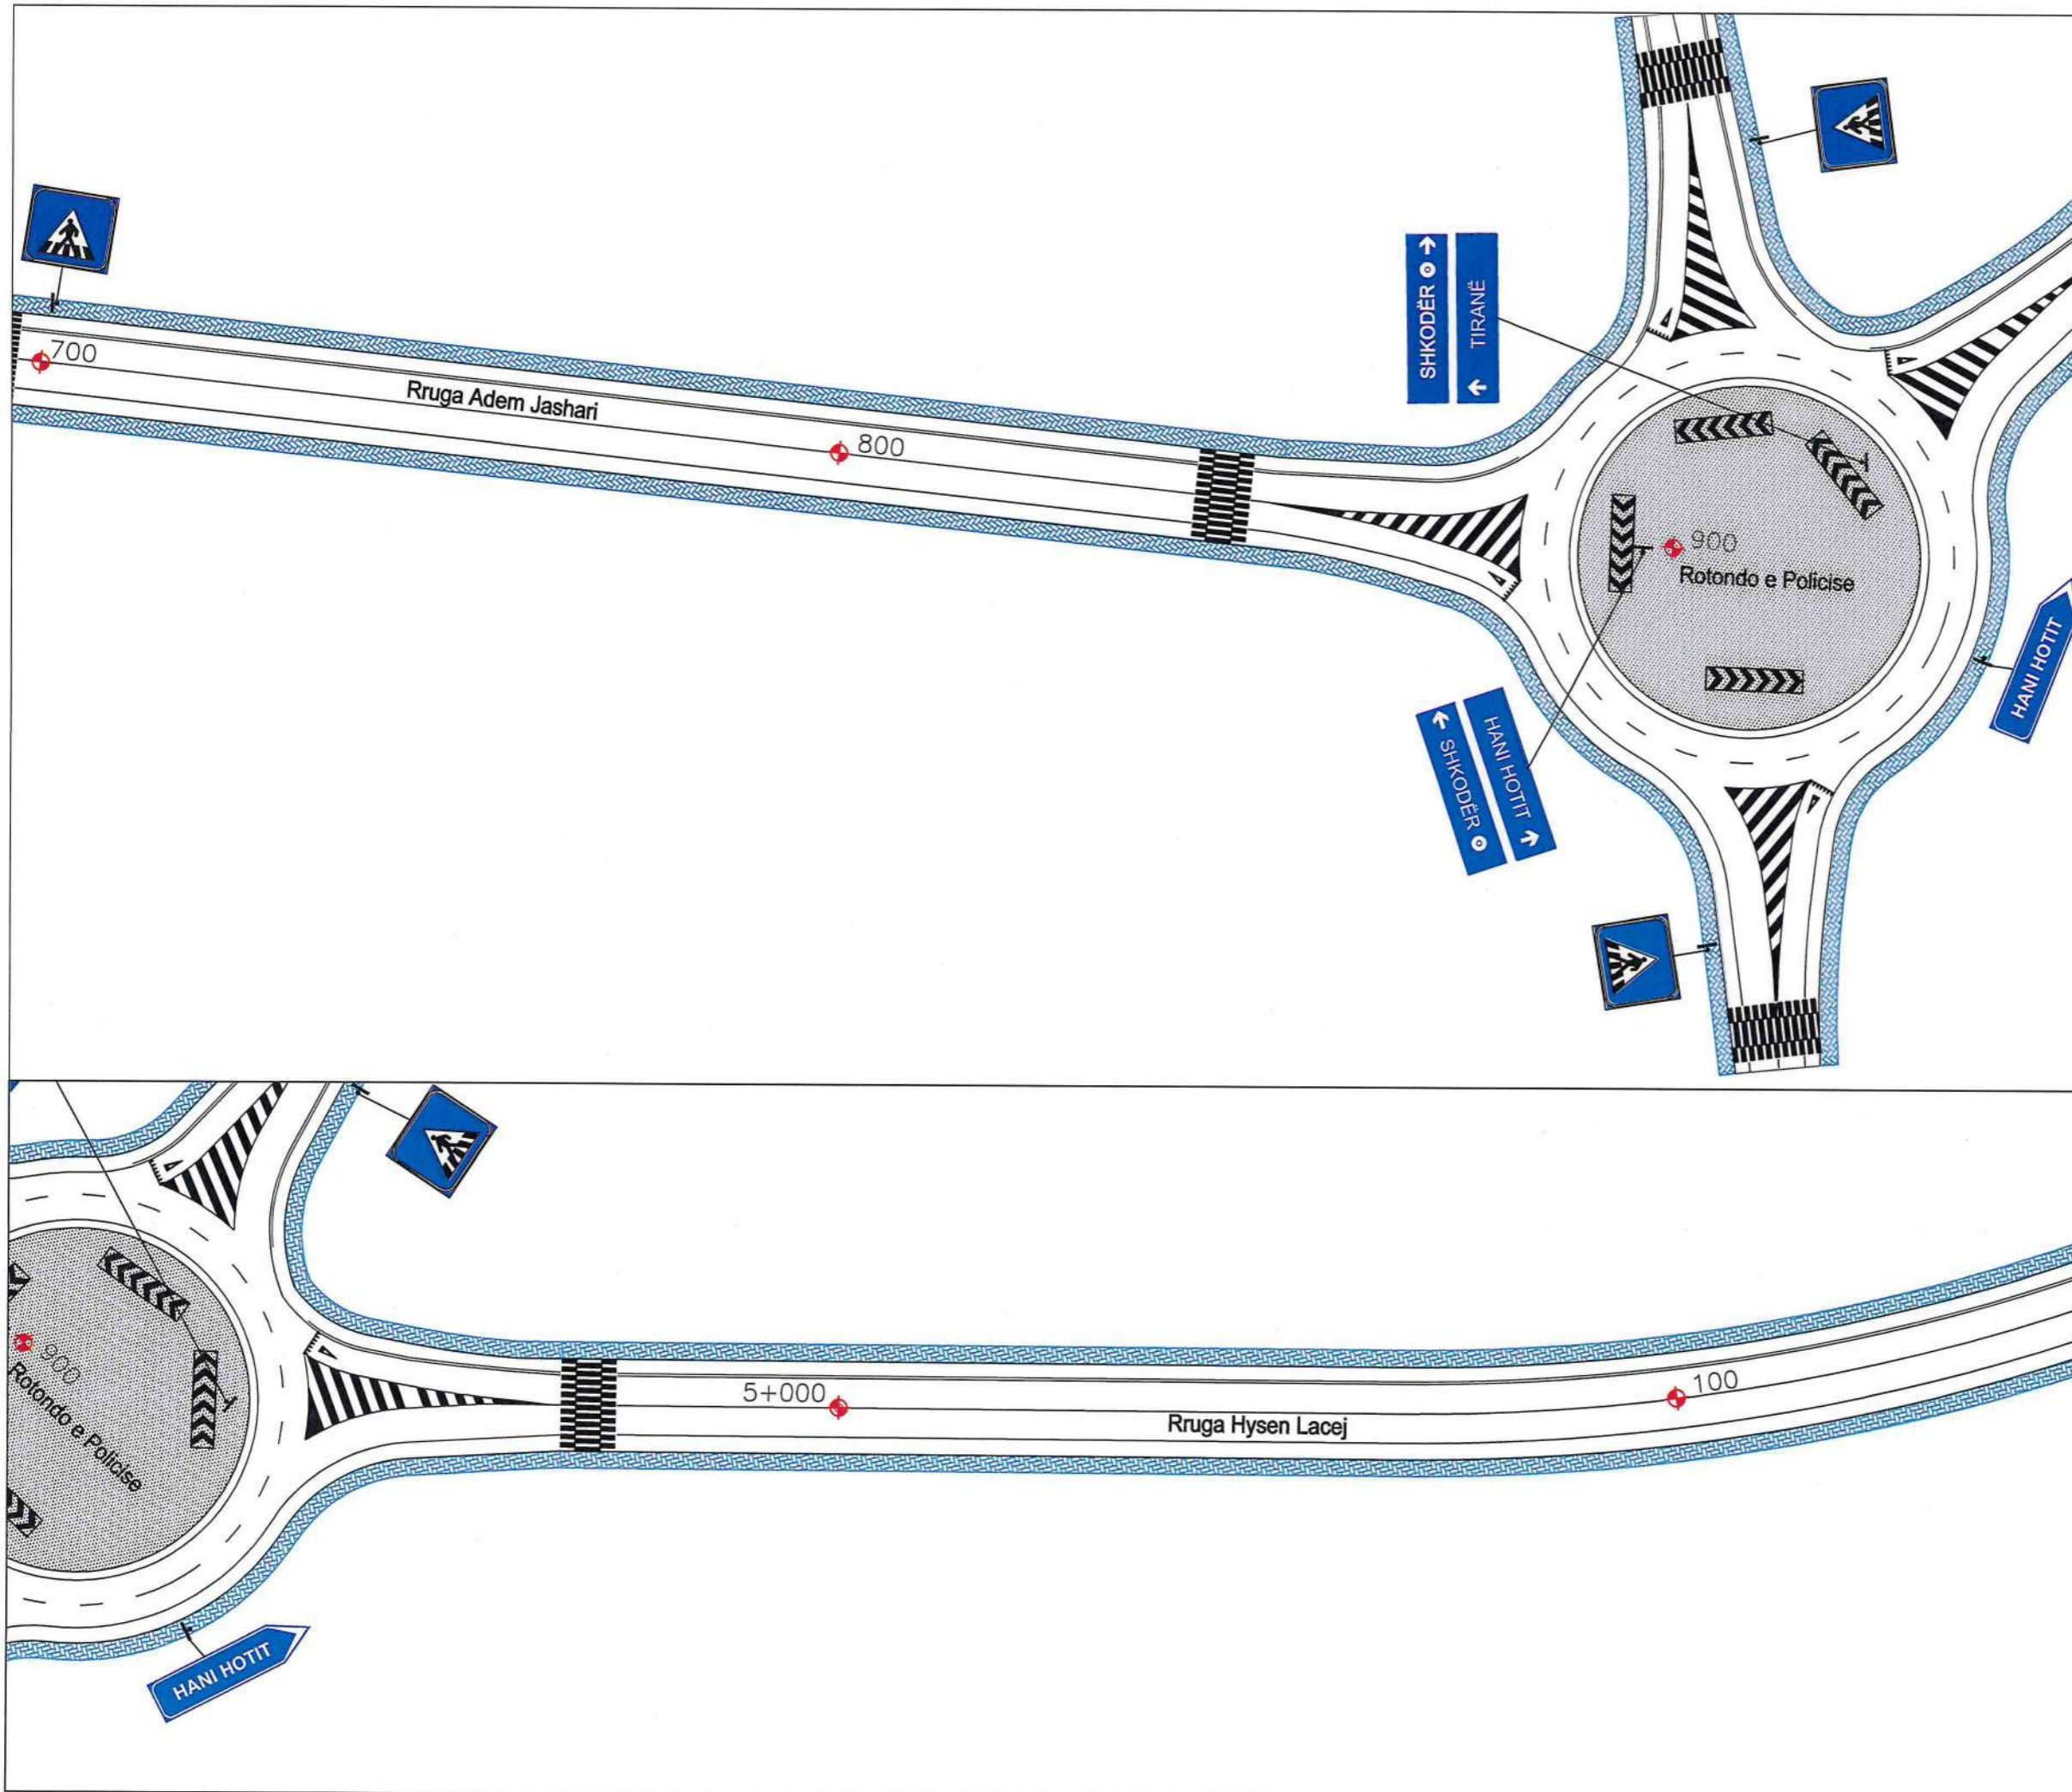 SHKODËR
TIRANË
700
Rruga Adem Jashari
800
900
Rotondo e Policise
HANI HOTIT
HANI HOTIT
SHKODËR
900
Rotondo e Policise
5+000
100
Rruga Hysen Lacej
HANI HOTIT